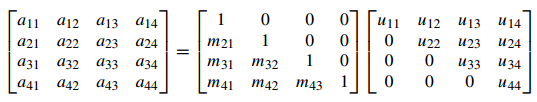 a11 a12 a13 a14   1 0 0 0   u11 u12 u13 u14
a21 a22 a23 a24 = m21 1 0 0   0 u22 u23 u24
a31 a32 a33 a34   m31 m32 1 0   0 0 u33 u34
a41 a42 a43 a44   m41 m42 m43 1   0 0 0 u44